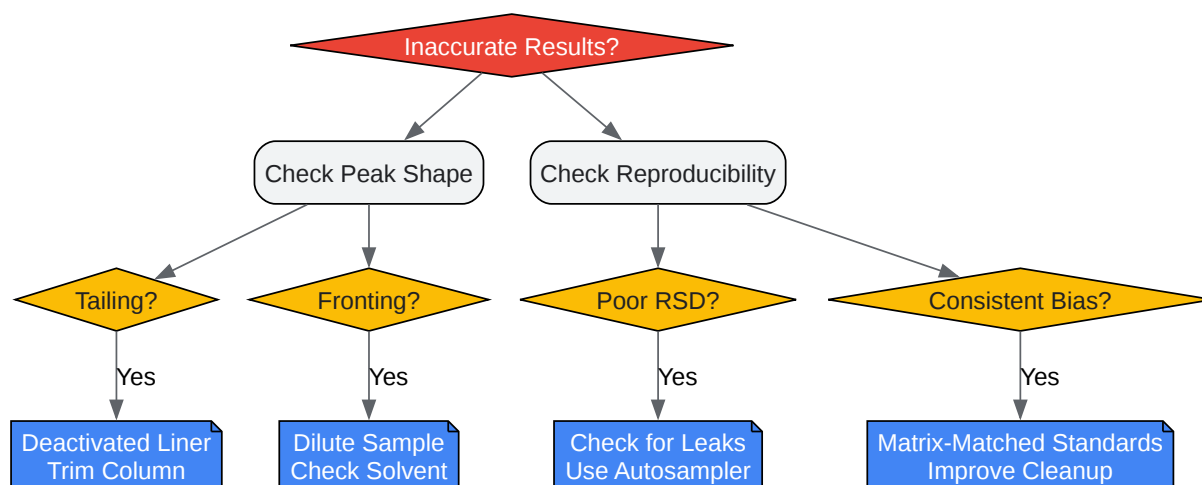 Inaccurate Results?
Check Peak Shape
Check Reproducibility
Tailing?
Fronting?
Poor RSD?
Consistent Bias?
Yes
Yes
Yes
Yes
Deactivated Liner
Trim Column
Dilute Sample
Check Solvent
Check for Leaks
Use Autosampler
Matrix-Matched Standards
Improve Cleanup